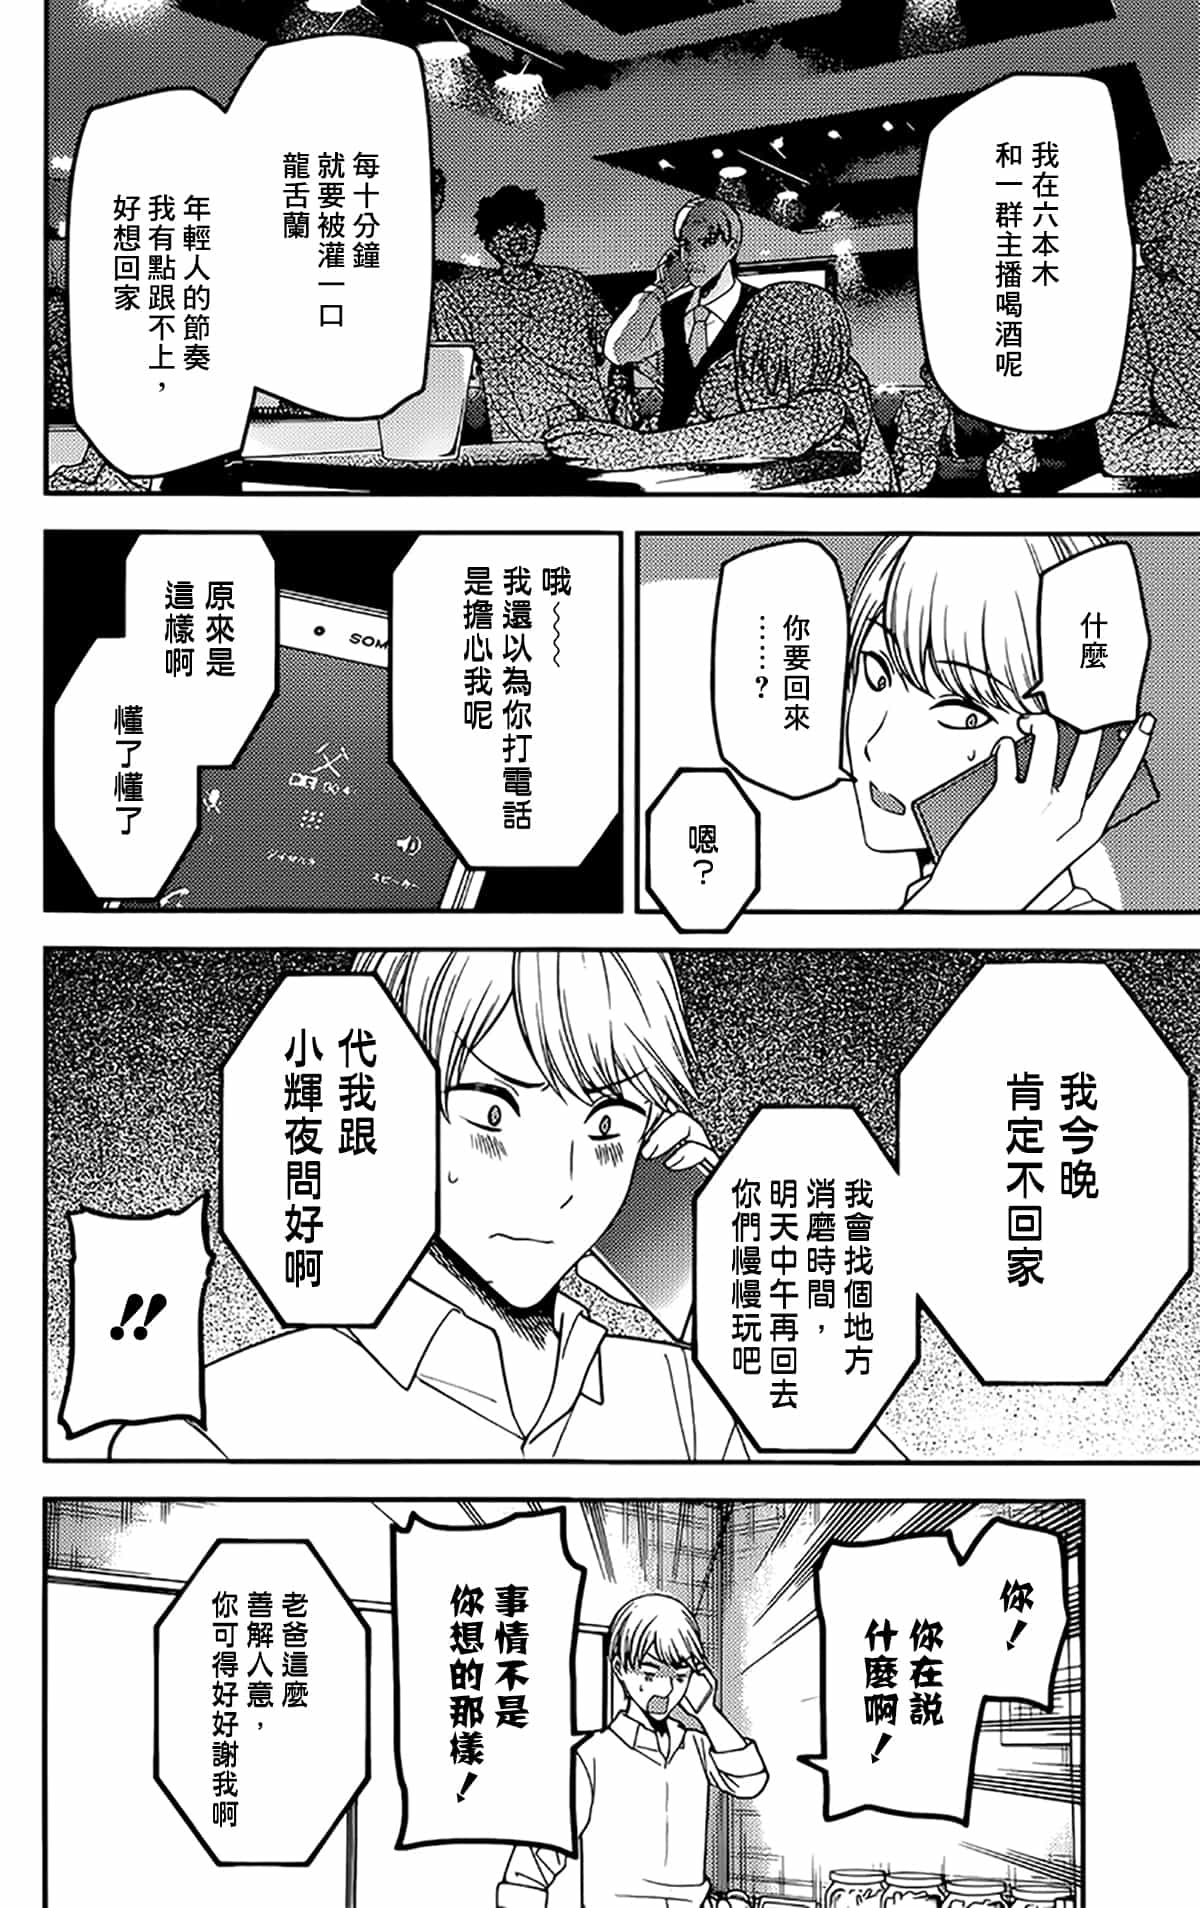 我在六本木
和一群主播喝酒呢
每十分鐘
就要被灌一口
龍舌蘭
年輕人的節奏
我有點跟不上，
好想回家
什麼
你要回來
……?
嗯？
哦～～～
我還以為你打電話
是擔心我呢
原來是
這樣啊
懂了懂了
SOM
父
スピーカー
我今晚
肯定不回家
我會找個地方
消磨時間，
明天中午再回去
你們慢慢玩吧
代我跟
小輝夜問好啊
!!
你！
你在說
什麼啊！
事情不是
你想的那樣！
老爸這麼
善解人意，
你可得好好謝我啊